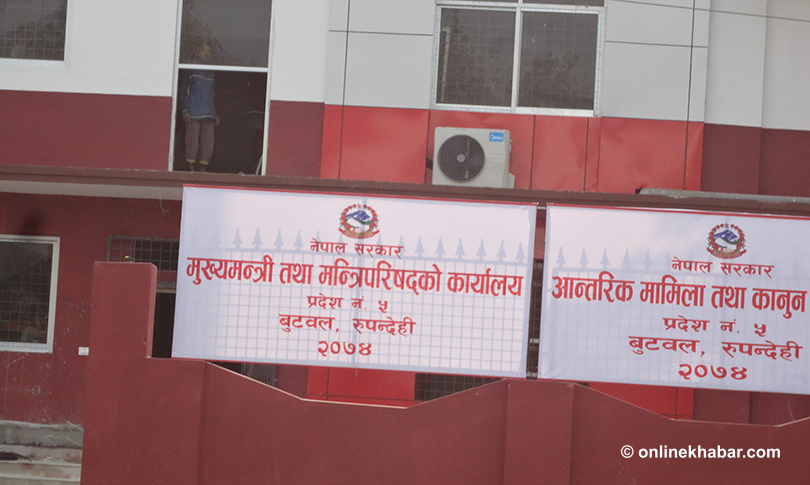 नेपाल सरकार
मुख्यमन्त्री तथा मन्त्रिपरिषद्को कार्यालय
प्रदेश नं. ५
बुटवल, रुपन्देही
२०७४
नेपाल सरकार
आन्तरिक मामिला तथा कानुन
प्रदेश नं. ५
बुटवल, रुपन्देही
२०७४
Midea
© onlinekhabar.com